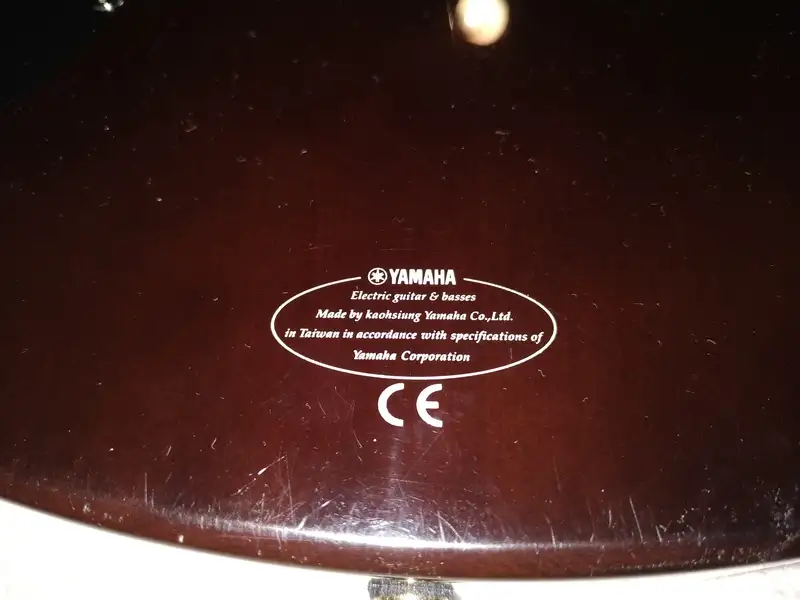 YAMAHA
Electric guitar & basses
Made by kaohsiung Yamaha Co.,Ltd.
in Taiwan in accordance with specifications of
Yamaha Corporation
CE